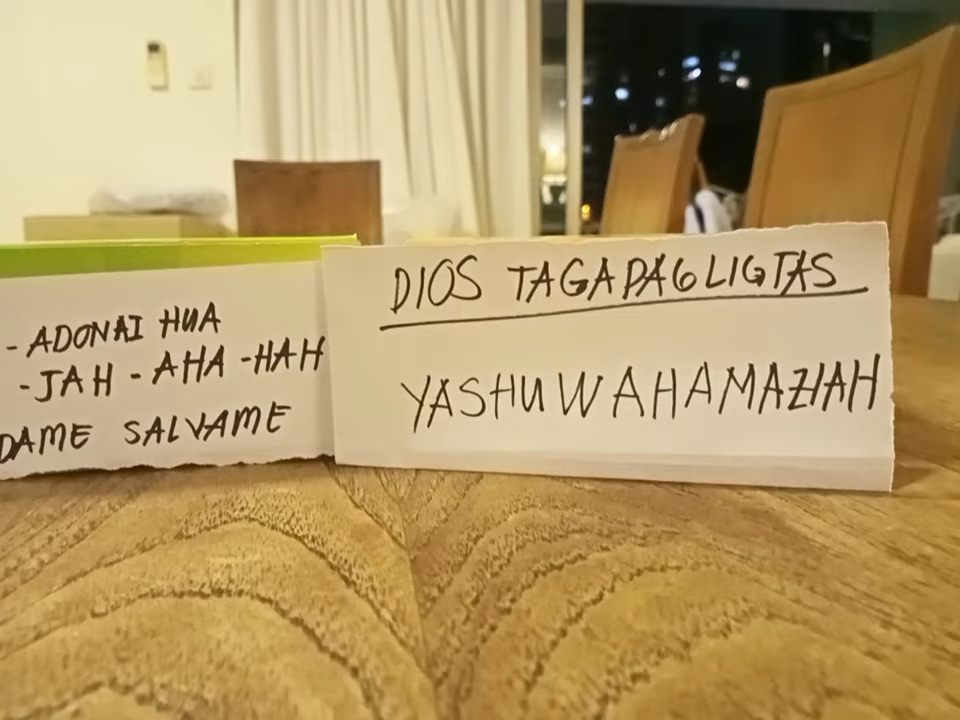 - ADONAI HUA
- JAH - AHA - HAH
DAME SALVAME
DIOS TAGAPAGLIGTAS
YASHUWAHAMAZIAH